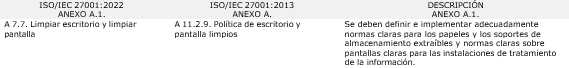 ISO/IEC 27001:2022 ISO/IEC 27001:2013 DESCRIPCIÓN
ANEXO A.1. ANEXO A. ANEXO A.1.
A 7.7. Limpiar escritorio y limpiar
pantalla
A 11.2.9. Política de escritorio y
pantalla limpios
Se deben definir e implementar adecuadamente
normas claras para los papeles y los soportes de
almacenamiento extraíbles y normas claras sobre
pantallas claras para las instalaciones de tratamiento
de la información.